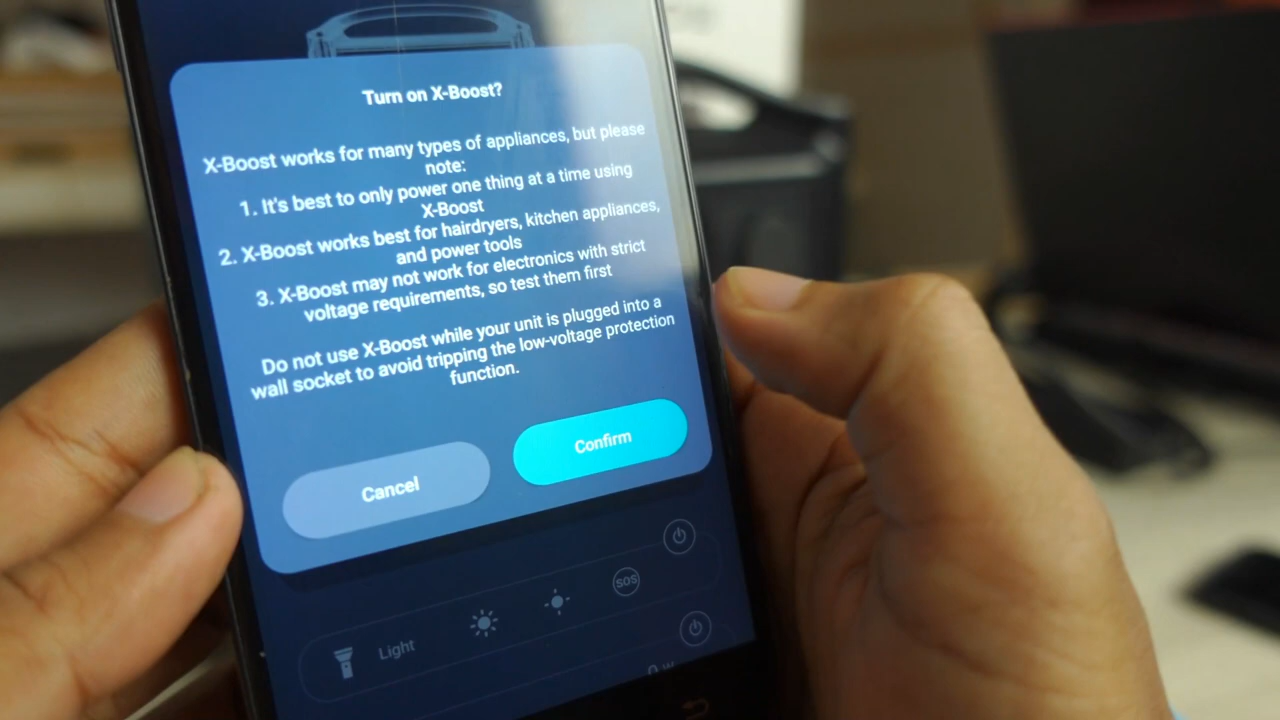 Turn on X-Boost?
X-Boost works for many types of appliances, but please
note:
1. It's best to only power one thing at a time using
X-Boost
2. X-Boost works best for hairdryers, kitchen appliances,
and power tools
3. X-Boost may not work for electronics with strict
voltage requirements, so test them first
Do not use X-Boost while your unit is plugged into a
wall socket to avoid tripping the low-voltage protection
function.
Cancel
Confirm
Light
SOS